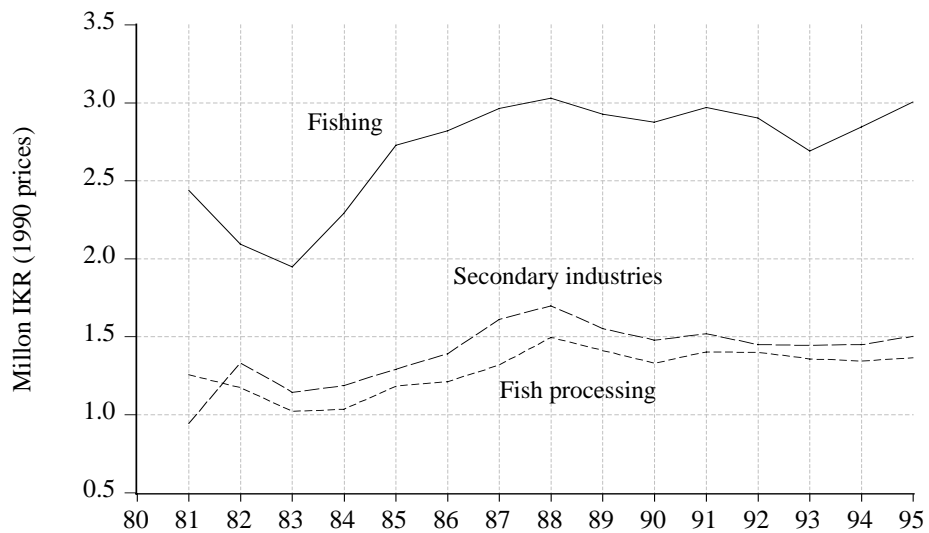 3.5
3.0
2.5
2.0
1.5
1.0
0.5
Millon IKR (1990 prices)
Fishing
Secondary industries
Fish processing
80 81 82 83 84 85 86 87 88 89 90 91 92 93 94 95